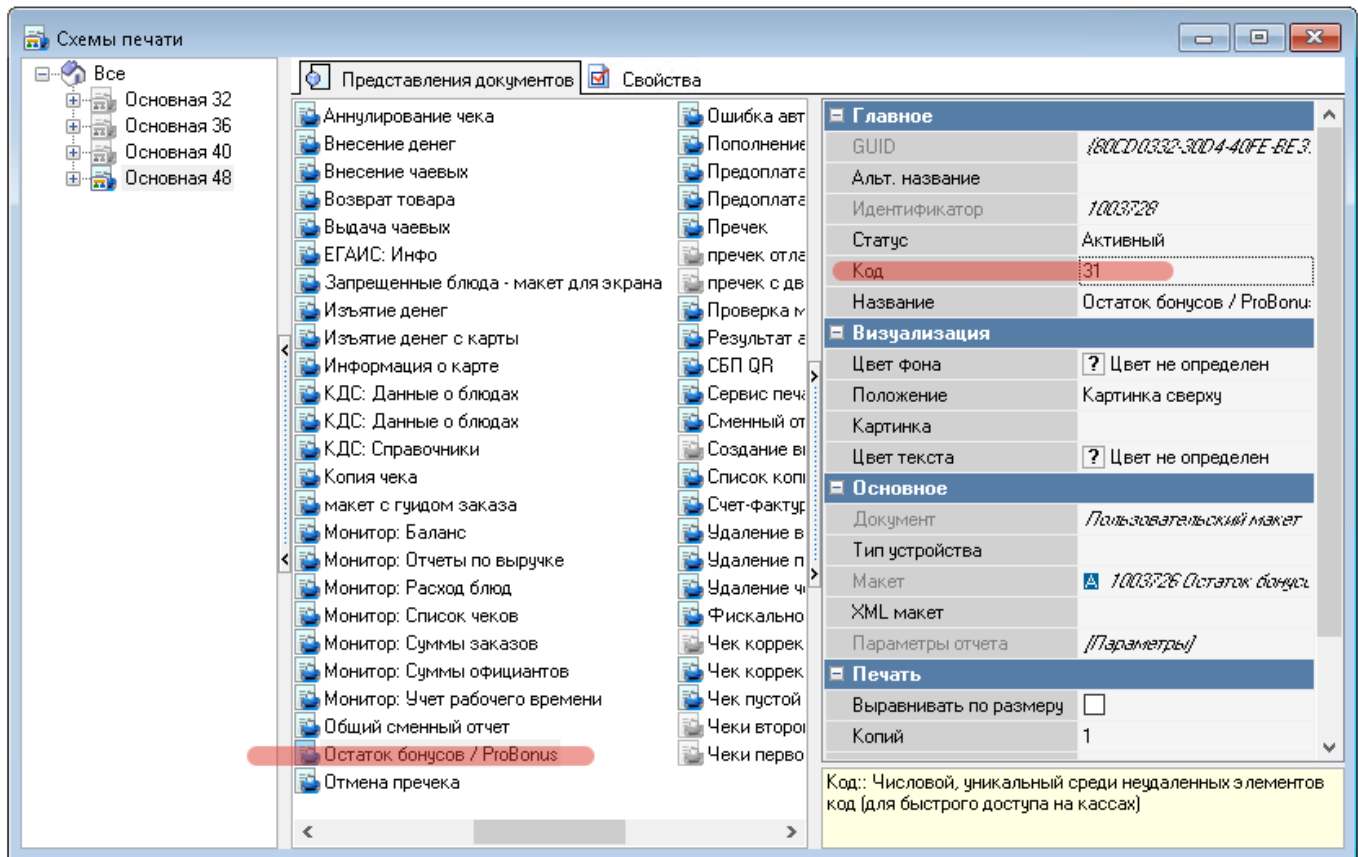 Схемы печати
Все
Основная 32
Основная 36
Основная 40
Основная 48
Представления документов
Свойства
Аннулирование чека
Внесение денег
Внесение чаевых
Возврат товара
Выдача чаевых
ЕГАИС: Инфо
Запрещенные блюда - макет для экрана
Изъятие денег
Изъятие денег с карты
Информация о карте
КДС: Данные о блюдах
КДС: Данные о блюдах
КДС: Справочники
Копия чека
макет с гуидом заказа
Монитор: Баланс
Монитор: Отчеты по выручке
Монитор: Расход блюд
Монитор: Список чеков
Монитор: Суммы заказов
Монитор: Суммы официантов
Монитор: Учет рабочего времени
Общий сменный отчет
Остаток бонусов / ProBonus
Отмена пречека
Ошибка авт
Пополнение
Предоплата
Предоплата
Пречек
пречек отла
пречек с дв
Проверка м
Результат а
СБП QR
Сервис печа
Сменный от
Создание ви
Список копи
Счет-фактур
Удаление в
Удаление п
Удаление че
Фискально
Чек коррек
Чек коррек
Чек пустой
Чеки второ
Чеки перво
Главное
GUID {80CD0332-30D4-40FE-BE3
Альт. название
Идентификатор 1003728
Статус Активный
Код 31
Название Остаток бонусов / ProBonus
Визуализация
Цвет фона ? Цвет не определен
Положение Картинка сверху
Картинка
Цвет текста ? Цвет не определен
Основное
Документ Пользовательский макет
Тип устройства
Макет A 1003726 Остаток бонусо
XML макет
Параметры отчета [Параметры]
Печать
Выравнивать по размеру
Копий 1
Код:: Числовой, уникальный среди неудаленных элементов
код (для быстрого доступа на кассах)